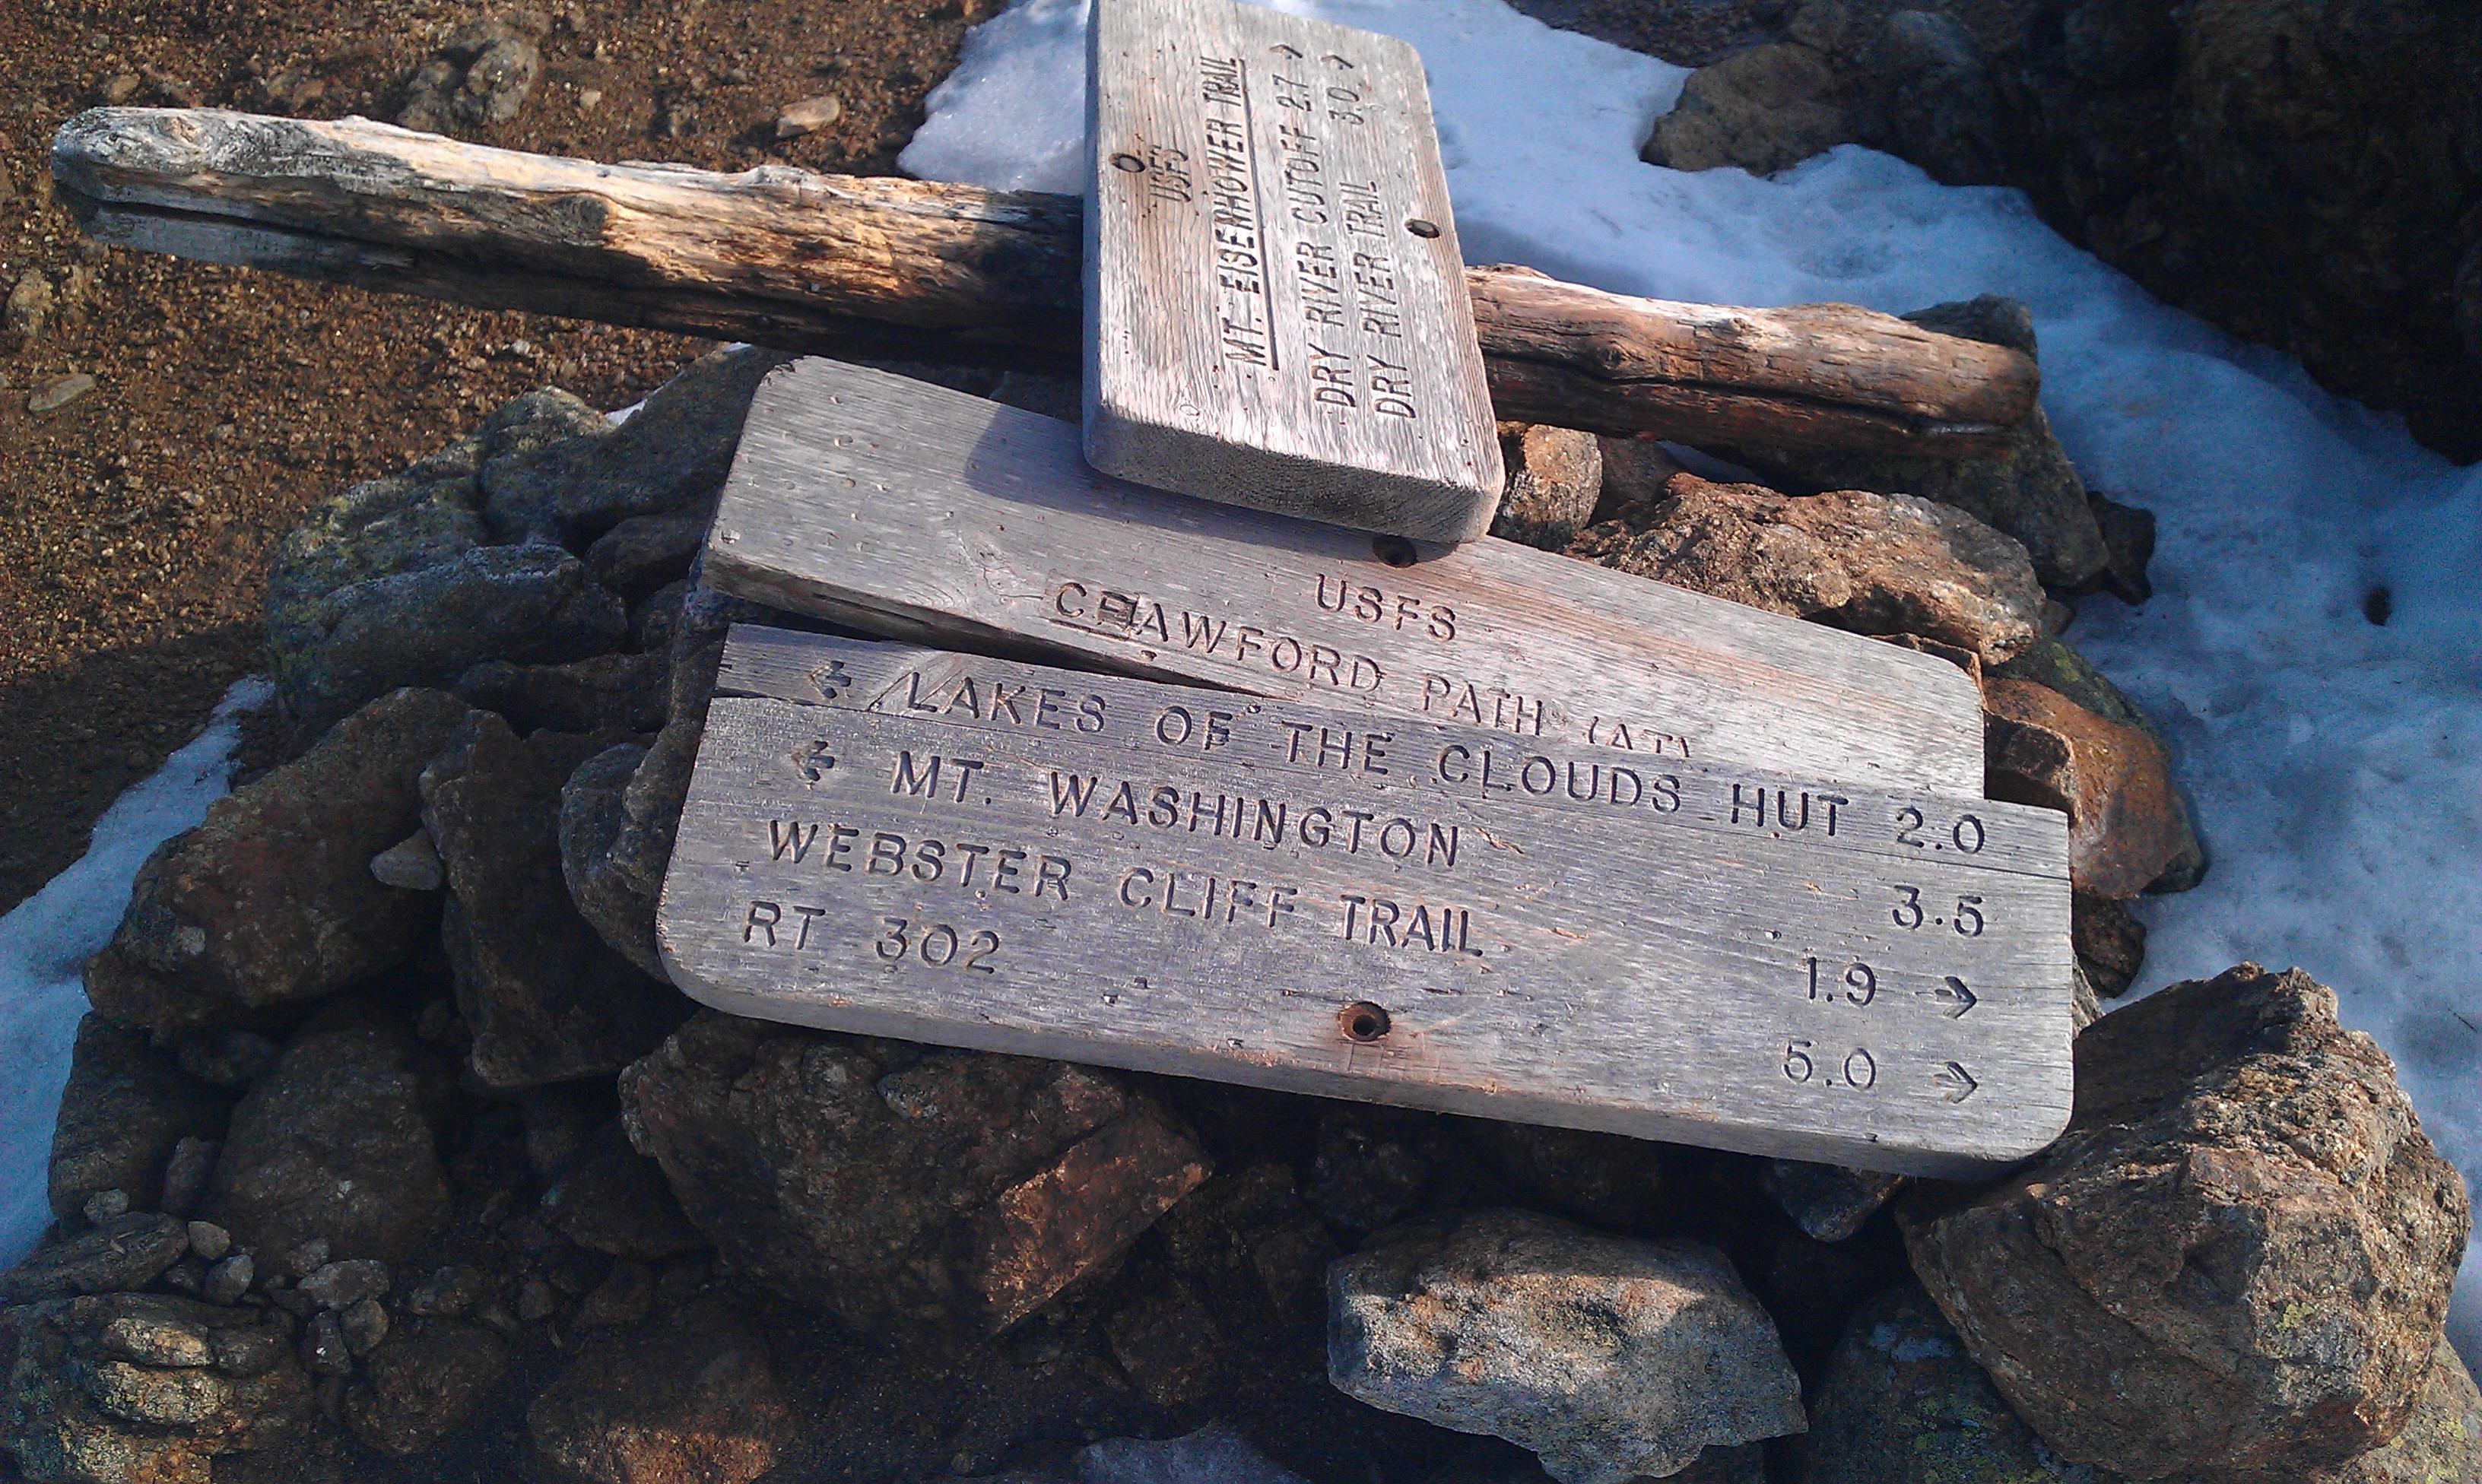 USFS
MT. EISENHOWER TRAIL
DRY RIVER CUTOFF 2.7 →
DRY RIVER TRAIL 3.0 →
USFS
CRAWFORD PATH (AT)
← LAKES OF THE CLOUDS HUT 2.0
← MT. WASHINGTON 3.5
WEBSTER CLIFF TRAIL 1.9 →
RT 302 5.0 →